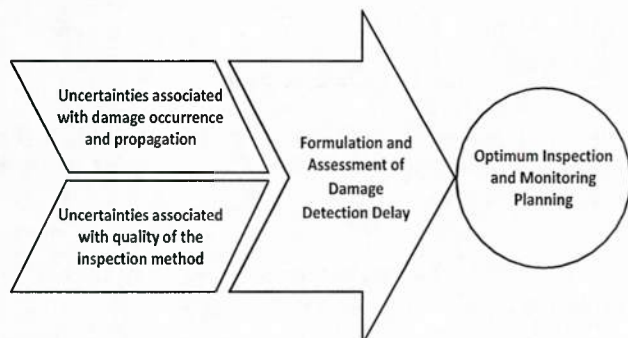 Uncertainties associated
with damage occurrence
and propagation
Uncertainties associated
with quality of the
inspection method
Formulation and
Assessment of
Damage
Detection Delay
Optimum Inspection
and Monitoring
Planning